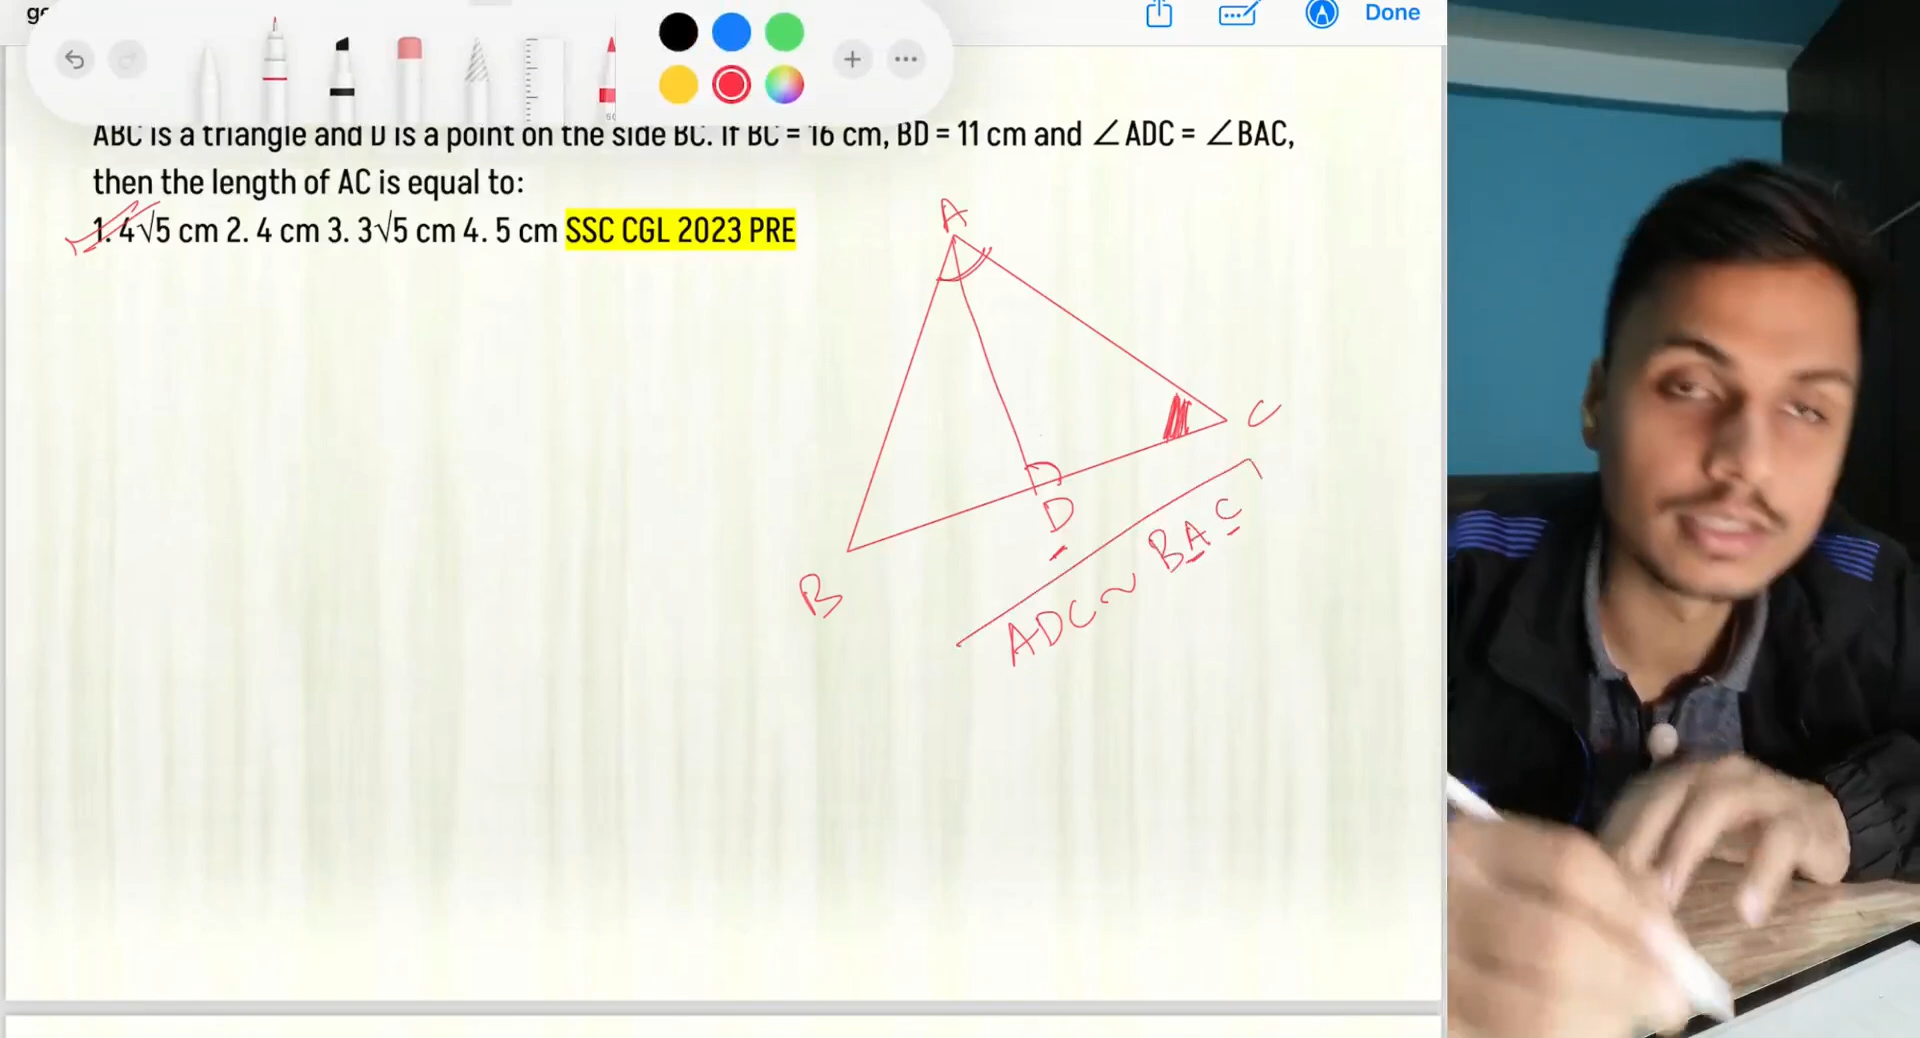 Done
ABC is a triangle and D is a point on the side BC. If BC = 16 cm, BD = 11 cm and ∠ADC = ∠BAC,
then the length of AC is equal to:
1. 4√5 cm 2. 4 cm 3. 3√5 cm 4. 5 cm SSC CGL 2023 PRE
A
C
D
B
ADC ~ BAC